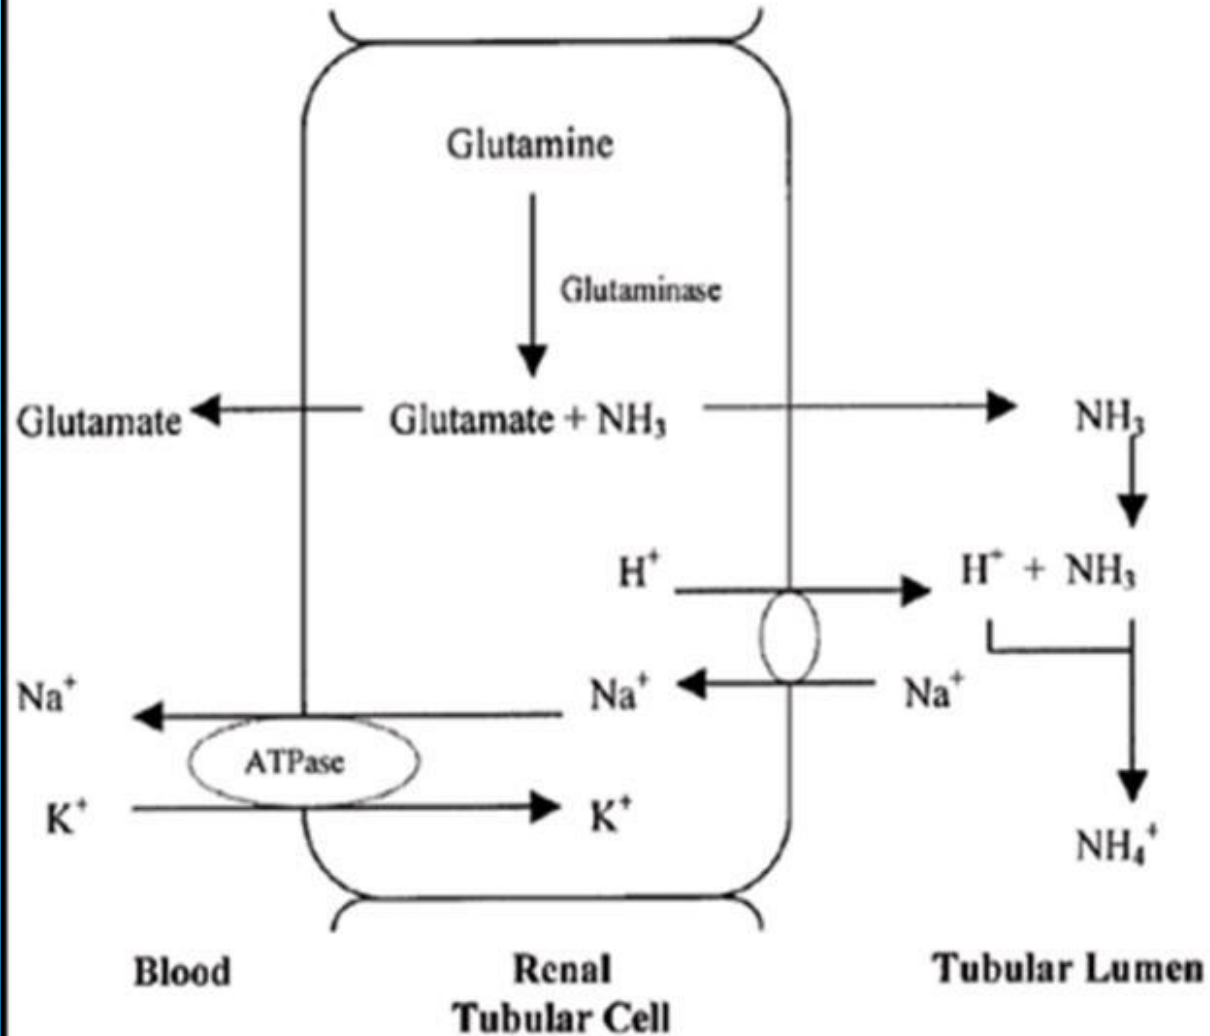 Glutamine
Glutaminase
Glutamate Glutamate + NH₃ NH₃
H⁺ H⁺ + NH₃
Na⁺ Na⁺ Na⁺
ATPase
K⁺ K⁺
NH₄⁺
Blood Renal Tubular Lumen
Tubular Cell